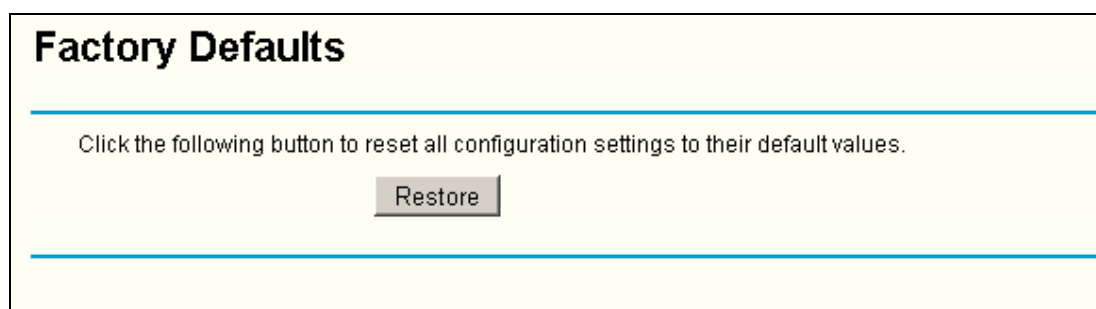 Factory Defaults
Click the following button to reset all configuration settings to their default values.
Restore